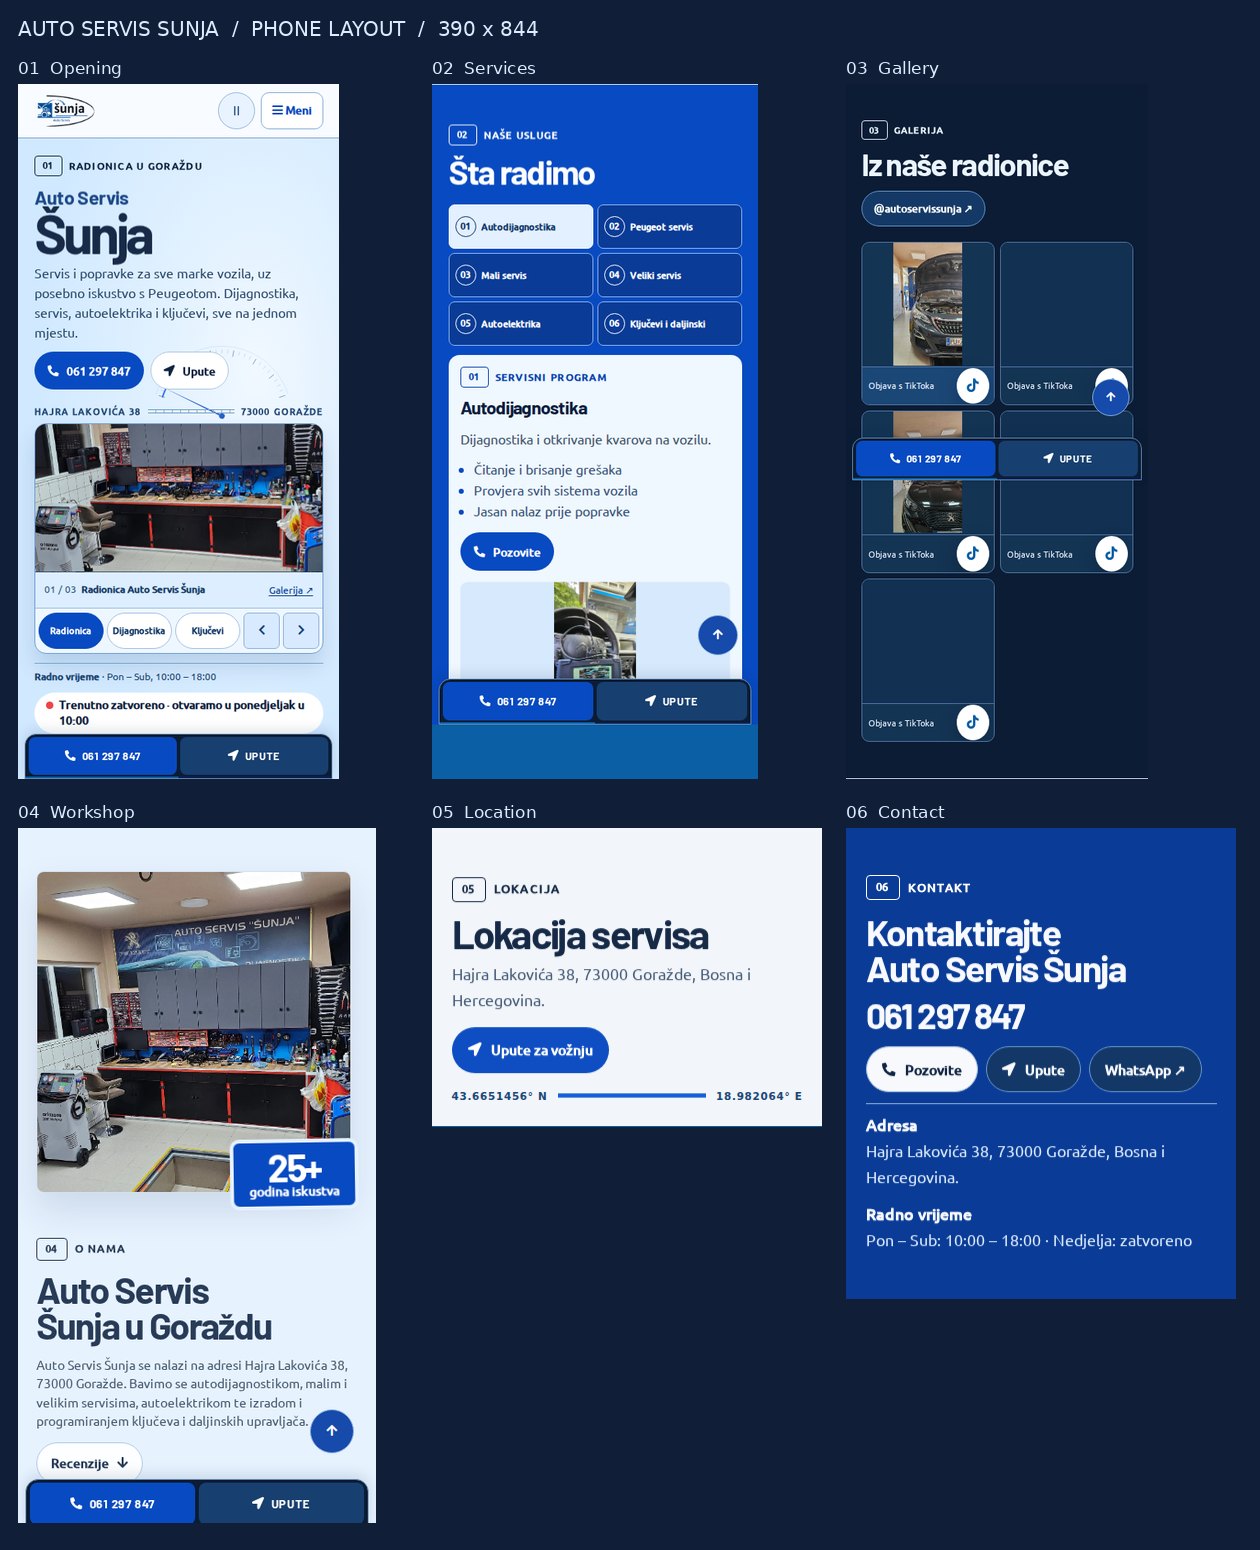 AUTO SERVIS SUNJA / PHONE LAYOUT / 390 x 844
01 Opening
šunja
Meni
01 RADIONICA U GORAŽDU
Auto Servis
Šunja
Servis i popravke za sve marke vozila, uz
posebno iskustvo s Peugeotom. Dijagnostika,
servis, autoelektrika i ključevi, sve na jednom
mjestu.
061 297 847
Upute
HAJRA LAKOVIĆA 38
73000 GORAŽDE
01 / 03 Radionica Auto Servis Šunja
Galerija ↗
Radionica
Dijagnostika
Ključevi
Radno vrijeme · Pon – Sub, 10:00 – 18:00
Trenutno zatvoreno · otvaramo u ponedjeljak u
10:00
061 297 847
UPUTE
02 Services
02 NAŠE USLUGE
Šta radimo
01 Autodijagnostika
02 Peugeot servis
03 Mali servis
04 Veliki servis
05 Autoelektrika
06 Ključevi i daljinski
01 SERVISNI PROGRAM
Autodijagnostika
Dijagnostika i otkrivanje kvarova na vozilu.
• Čitanje i brisanje grešaka
• Provjera svih sistema vozila
• Jasan nalaz prije popravke
Pozovite
061 297 847
UPUTE
03 Gallery
03 GALERIJA
Iz naše radionice
@autoservissunja ↗
Objava s TikToka
Objava s TikToka
061 297 847
UPUTE
Objava s TikToka
Objava s TikToka
Objava s TikToka
04 Workshop
AUTO SERVIS "ŠUNJA"
25+
godina iskustva
04 O NAMA
Auto Servis
Šunja u Goraždu
Auto Servis Šunja se nalazi na adresi Hajra Lakovića 38,
73000 Goražde. Bavimo se autodijagnostikom, malim i
velikim servisima, autoelektrikom te izradom i
programiranjem ključeva i daljinskih upravljača.
Recenzije ↓
061 297 847
UPUTE
05 Location
05 LOKACIJA
Lokacija servisa
Hajra Lakovića 38, 73000 Goražde, Bosna i
Hercegovina.
Upute za vožnju
43.6651456° N
18.982064° E
06 Contact
06 KONTAKT
Kontaktirajte
Auto Servis Šunja
061 297 847
Pozovite
Upute
WhatsApp ↗
Adresa
Hajra Lakovića 38, 73000 Goražde, Bosna i
Hercegovina.
Radno vrijeme
Pon – Sub: 10:00 – 18:00 · Nedjelja: zatvoreno